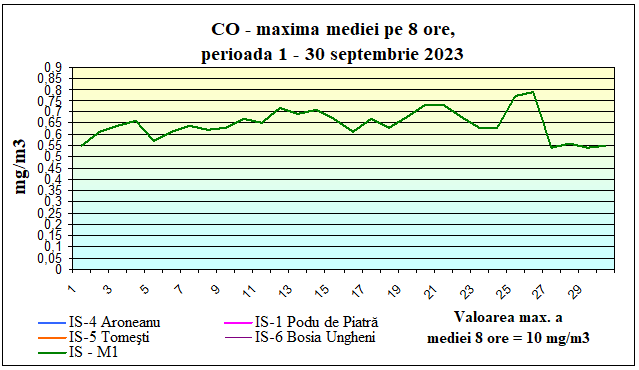 CO - maxima mediei pe 8 ore,
perioada 1 - 30 septembrie 2023
mg/m3
0,9
0,85
0,8
0,75
0,7
0,65
0,6
0,55
0,5
0,45
0,4
0,35
0,3
0,25
0,2
0,15
0,1
0,05
0
1 3 5 7 9 11 13 15 17 19 21 23 25 27 29
IS-4 Aroneanu
IS-1 Podu de Piatră
IS-5 Tomeşti
IS-6 Bosia Ungheni
IS - M1
Valoarea max. a
mediei 8 ore = 10 mg/m3